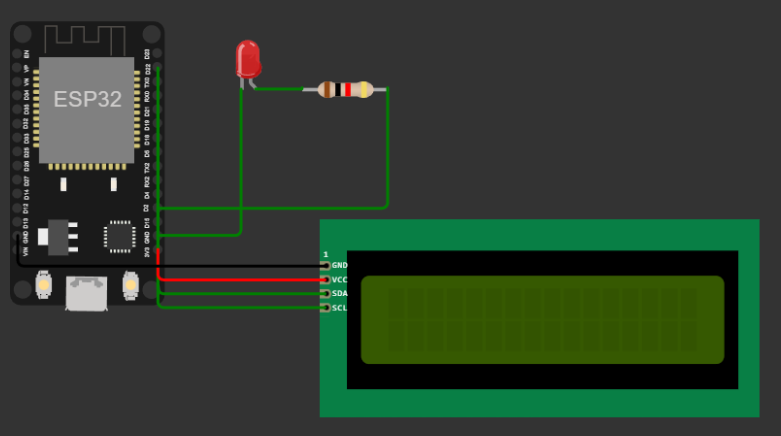 ESP32
EN
VP
VN
D34
D35
D32
D33
D25
D26
D27
D14
D12
D13
GND
VIN
D23
D22
TX0
RX0
D21
D19
D18
D5
TX2
RX2
D4
D2
D15
GND
3V3
1
GND
VCC
SDA
SCL